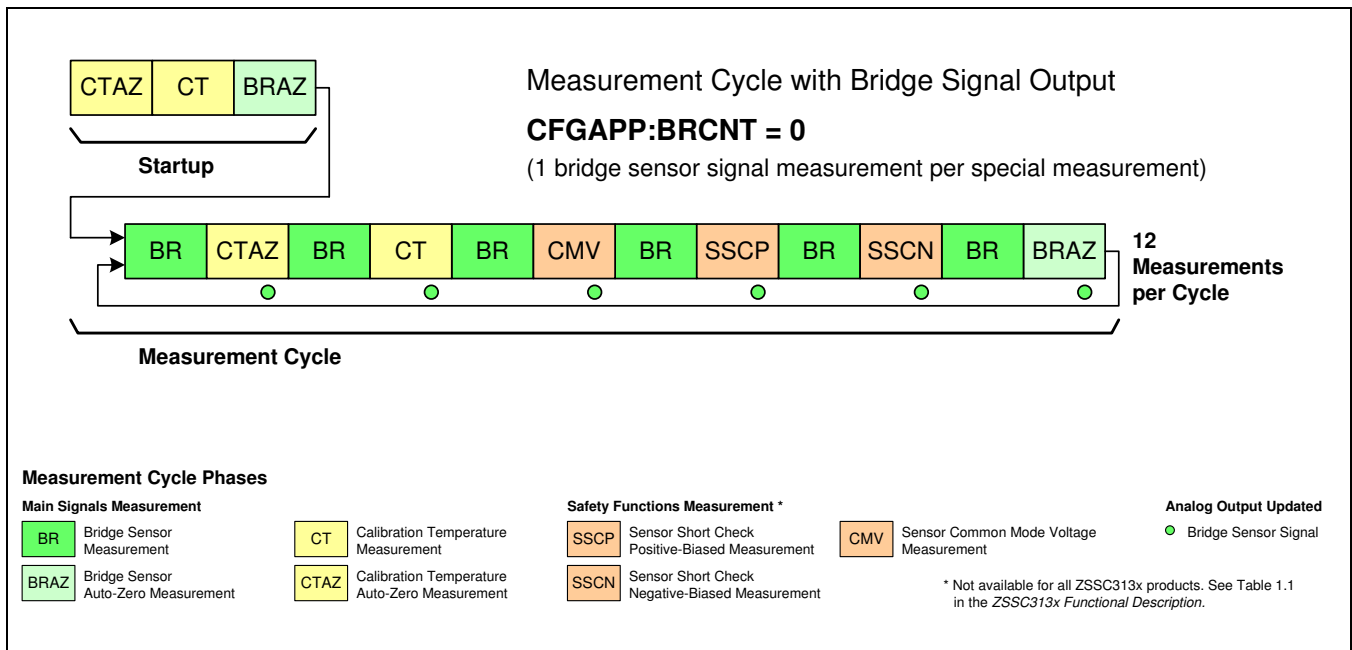 CTAZ CT BRAZ
Startup
Measurement Cycle with Bridge Signal Output
CFGAPP:BRCNT = 0
(1 bridge sensor signal measurement per special measurement)
BR CTAZ BR CT BR CMV BR SSCP BR SSCN BR BRAZ
12
Measurements
per Cycle
Measurement Cycle
Measurement Cycle Phases
Main Signals Measurement
BR
Bridge Sensor
Measurement
BRAZ
Bridge Sensor
Auto-Zero Measurement
CT
Calibration Temperature
Measurement
CTAZ
Calibration Temperature
Auto-Zero Measurement
Safety Functions Measurement *
SSCP
Sensor Short Check
Positive-Biased Measurement
SSCN
Sensor Short Check
Negative-Biased Measurement
CMV
Sensor Common Mode Voltage
Measurement
Analog Output Updated
Bridge Sensor Signal
* Not available for all ZSSC313x products. See Table 1.1
in the ZSSC313x Functional Description.